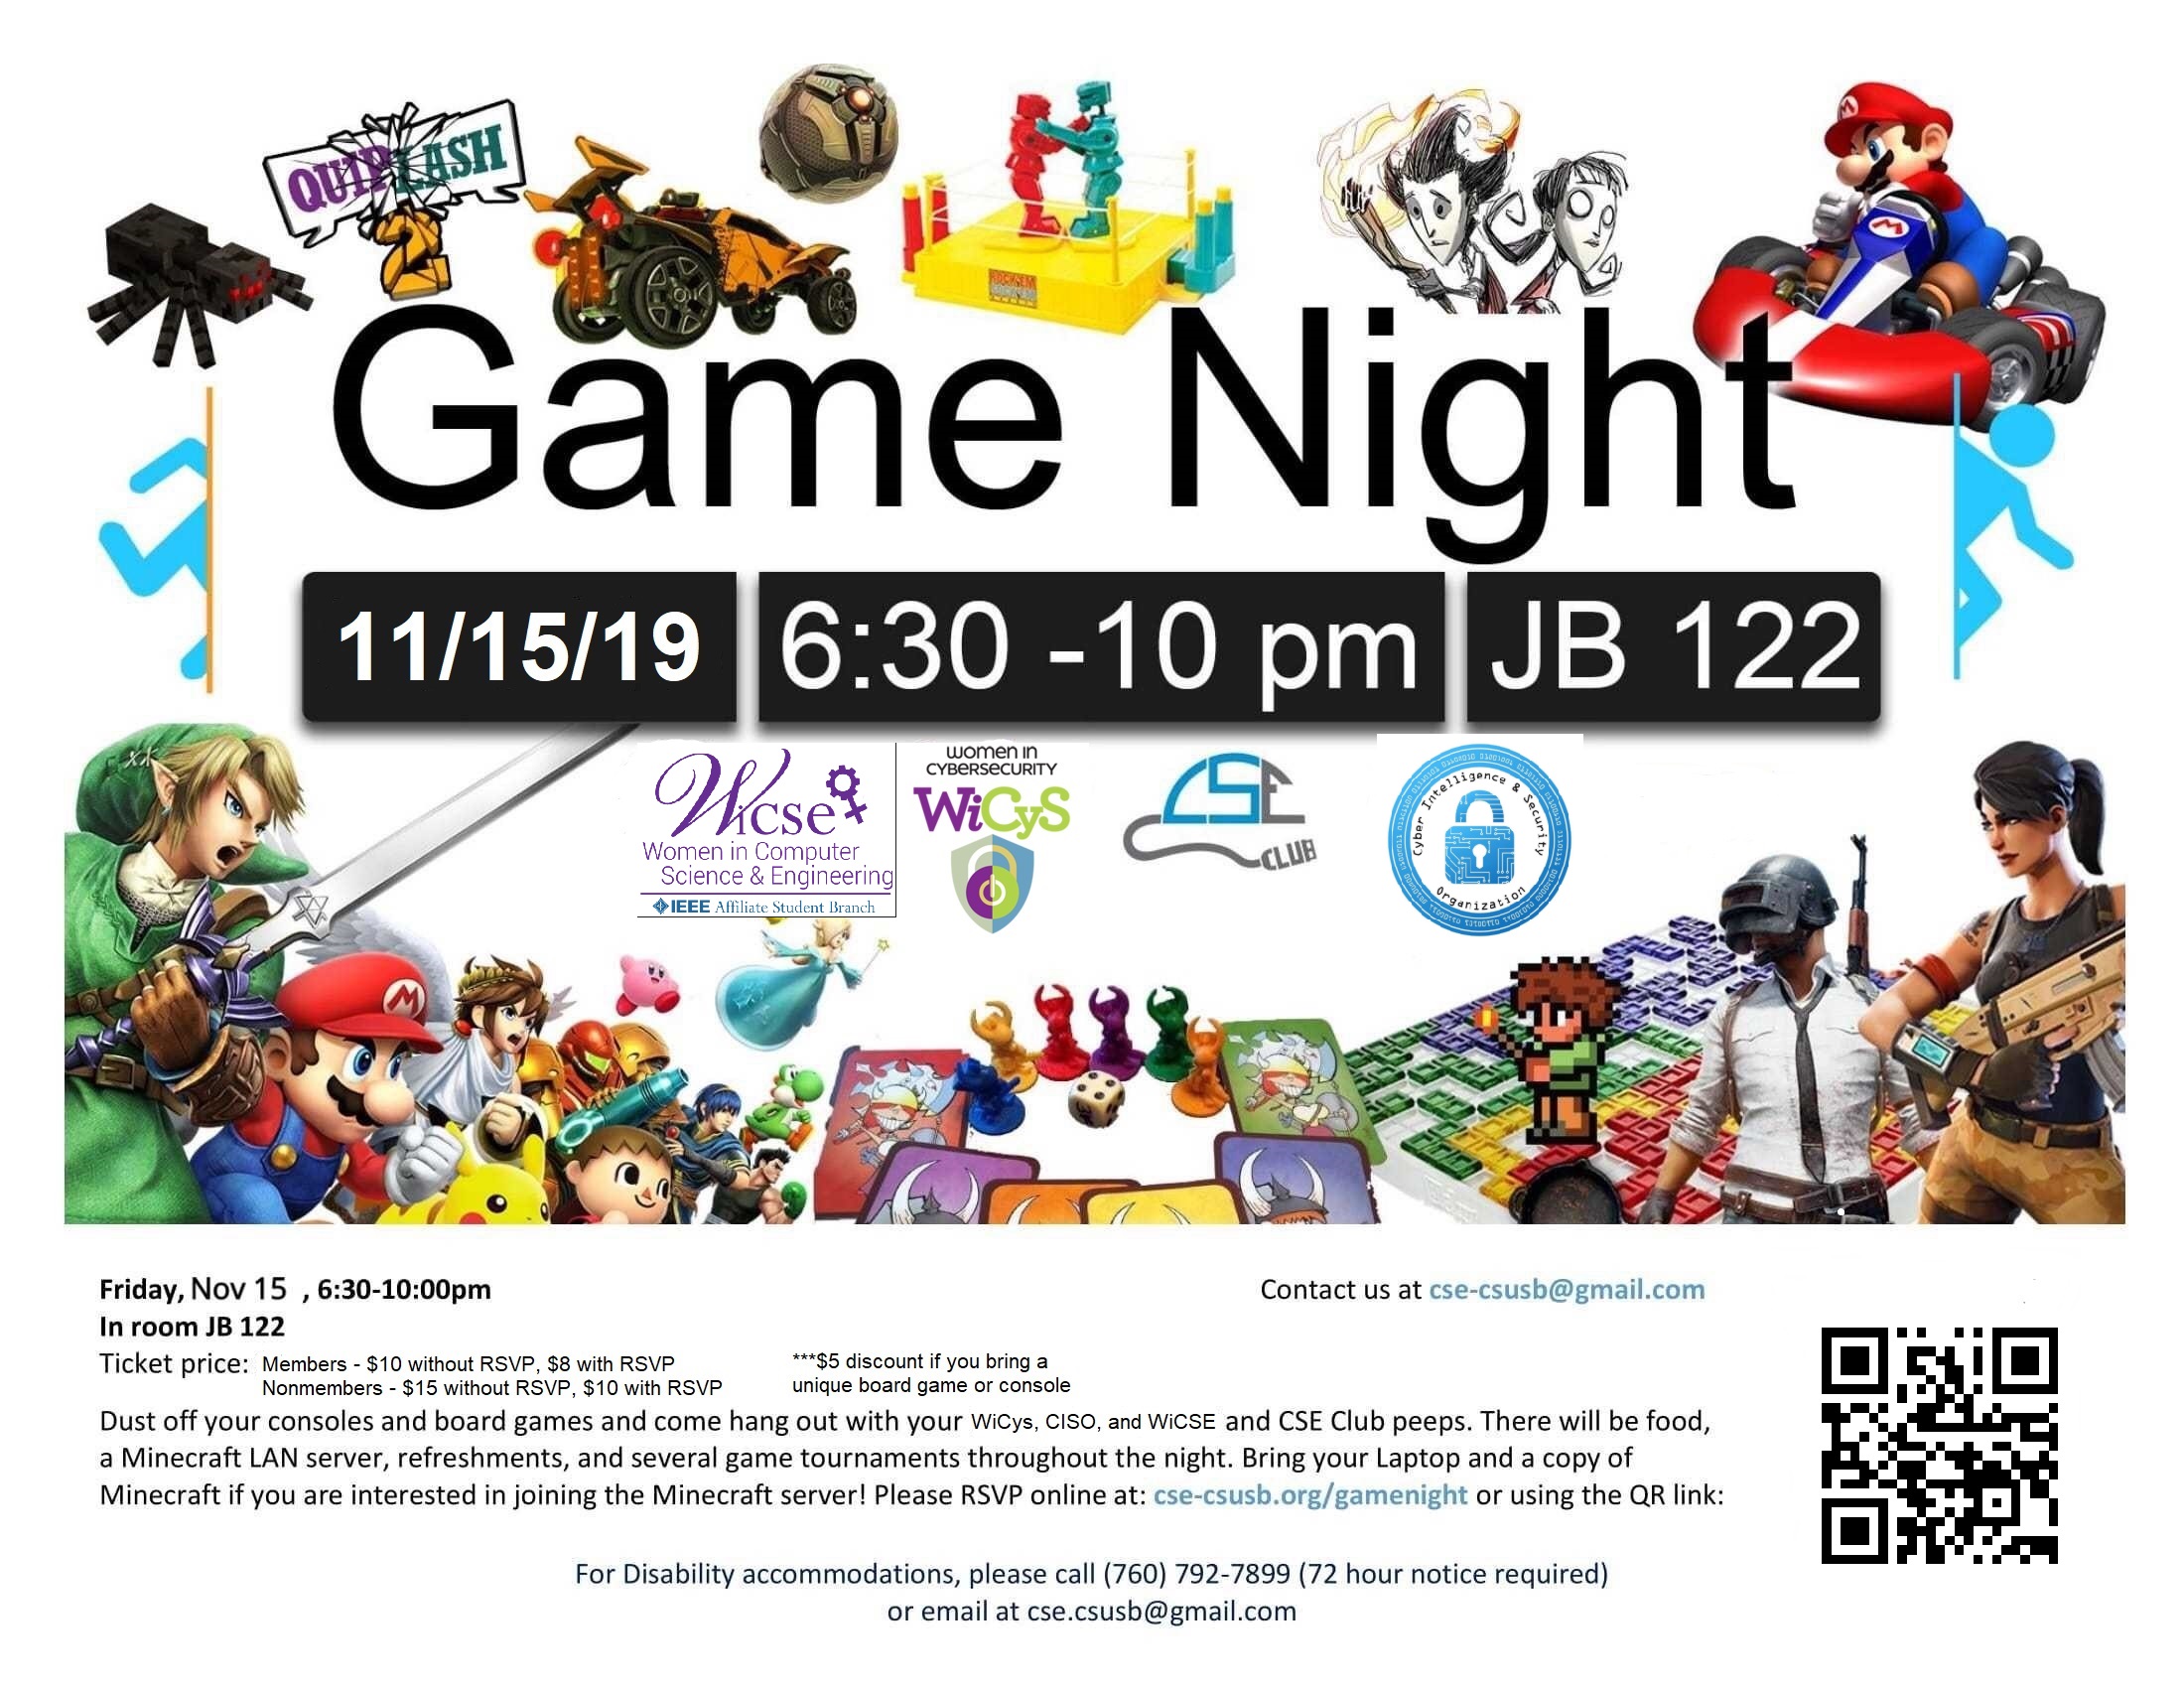 QUIPLASH
2
Game Night
11/15/19
6:30 -10 pm
JB 122
Wicse
Women in Computer
Science & Engineering
IEEE Affiliate Student Branch
women in
CYBERSECURITY
WiCyS
CSE
CLUB
Cyber Intelligence & Security
Organization
Friday, Nov 15 , 6:30-10:00pm
In room JB 122
Contact us at cse-csusb@gmail.com
Ticket price: Members - $10 without RSVP, $8 with RSVP
Nonmembers - $15 without RSVP, $10 with RSVP
***$5 discount if you bring a
unique board game or console
Dust off your consoles and board games and come hang out with your WiCys, CISO, and WiCSE and CSE Club peeps. There will be food,
a Minecraft LAN server, refreshments, and several game tournaments throughout the night. Bring your Laptop and a copy of
Minecraft if you are interested in joining the Minecraft server! Please RSVP online at: cse-csusb.org/gamenight or using the QR link:
For Disability accommodations, please call (760) 792-7899 (72 hour notice required)
or email at cse.csusb@gmail.com